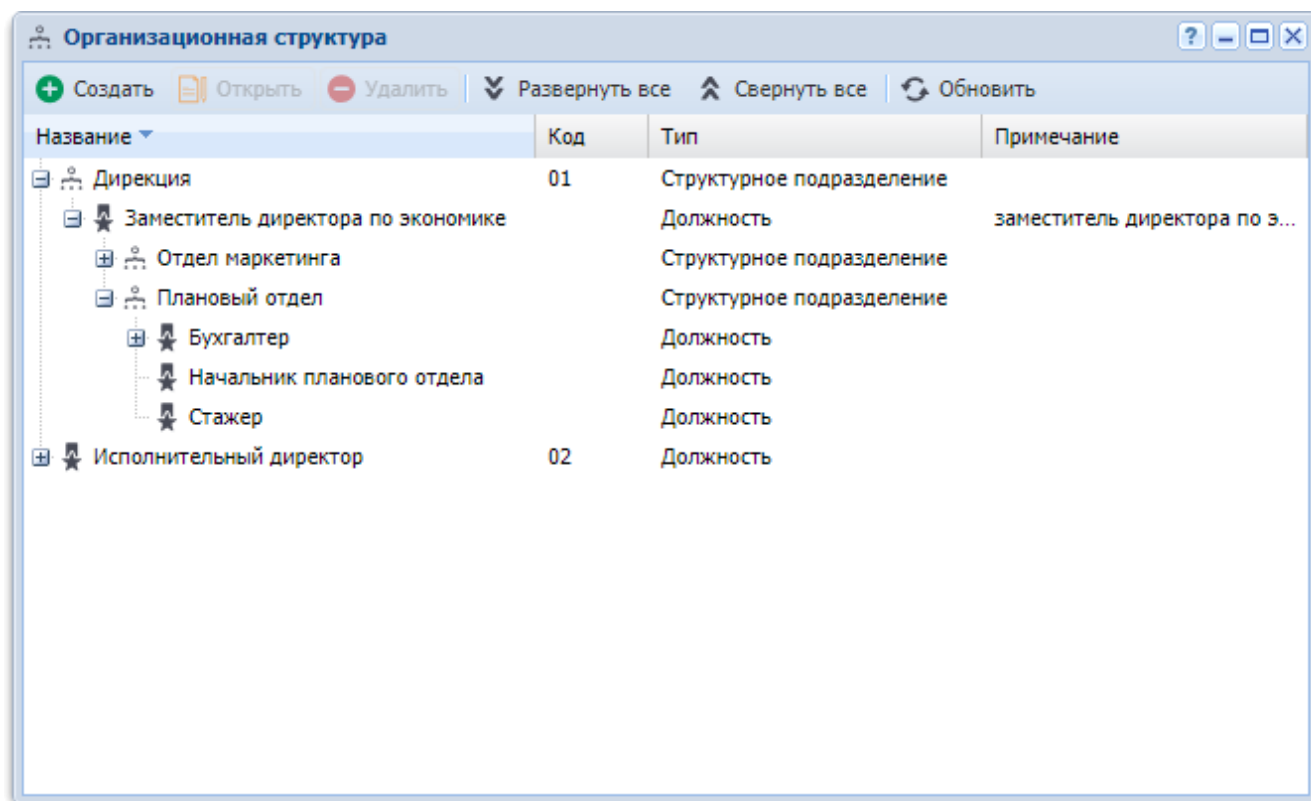 Организационная структура
Создать Открыть Удалить Развернуть все Свернуть все Обновить
Название Код Тип Примечание
Дирекция 01 Структурное подразделение
Заместитель директора по экономике Должность заместитель директора по э...
Отдел маркетинга Структурное подразделение
Плановый отдел Структурное подразделение
Бухгалтер Должность
Начальник планового отдела Должность
Стажер Должность
Исполнительный директор 02 Должность